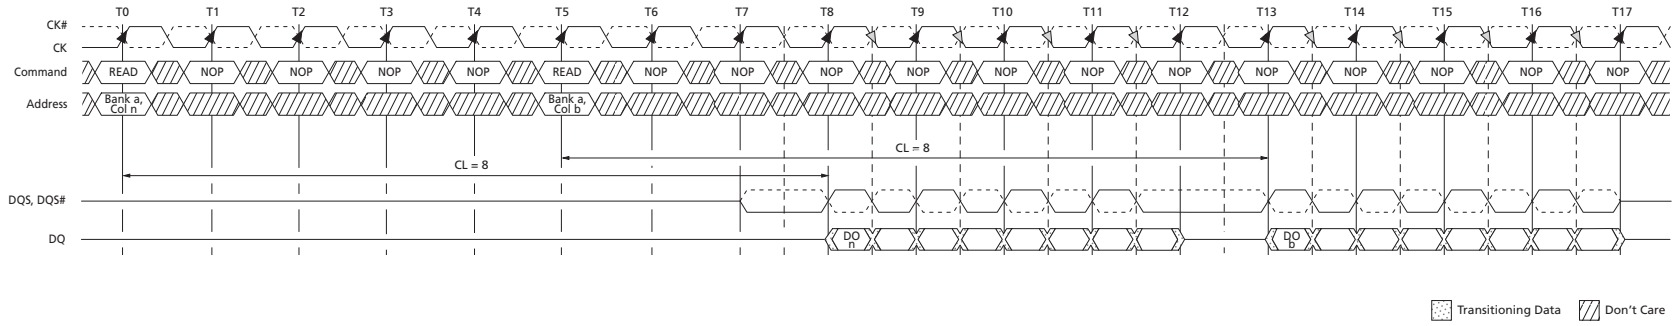 T0 T1 T2 T3 T4 T5 T6 T7 T8 T9 T10 T11 T12 T13 T14 T15 T16 T17
CK#
CK
Command READ NOP NOP NOP NOP READ NOP NOP NOP NOP NOP NOP NOP NOP NOP NOP NOP NOP
Address Bank a, Bank a,
Col n Col b
CL = 8
CL = 8
DQS, DQS#
DQ DO DO
n b
Transitioning Data Don't Care